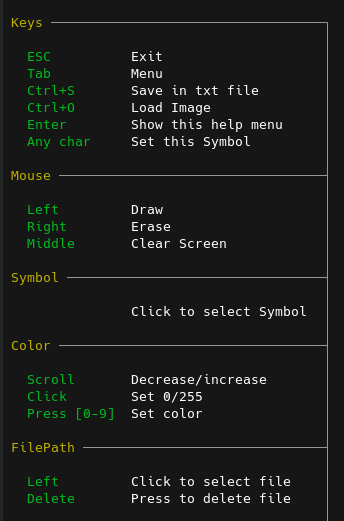 Keys
ESC Exit
Tab Menu
Ctrl+S Save in txt file
Ctrl+O Load Image
Enter Show this help menu
Any char Set this Symbol
Mouse
Left Draw
Right Erase
Middle Clear Screen
Symbol
Click to select Symbol
Color
Scroll Decrease/increase
Click Set 0/255
Press [0-9] Set color
FilePath
Left Click to select file
Delete Press to delete file